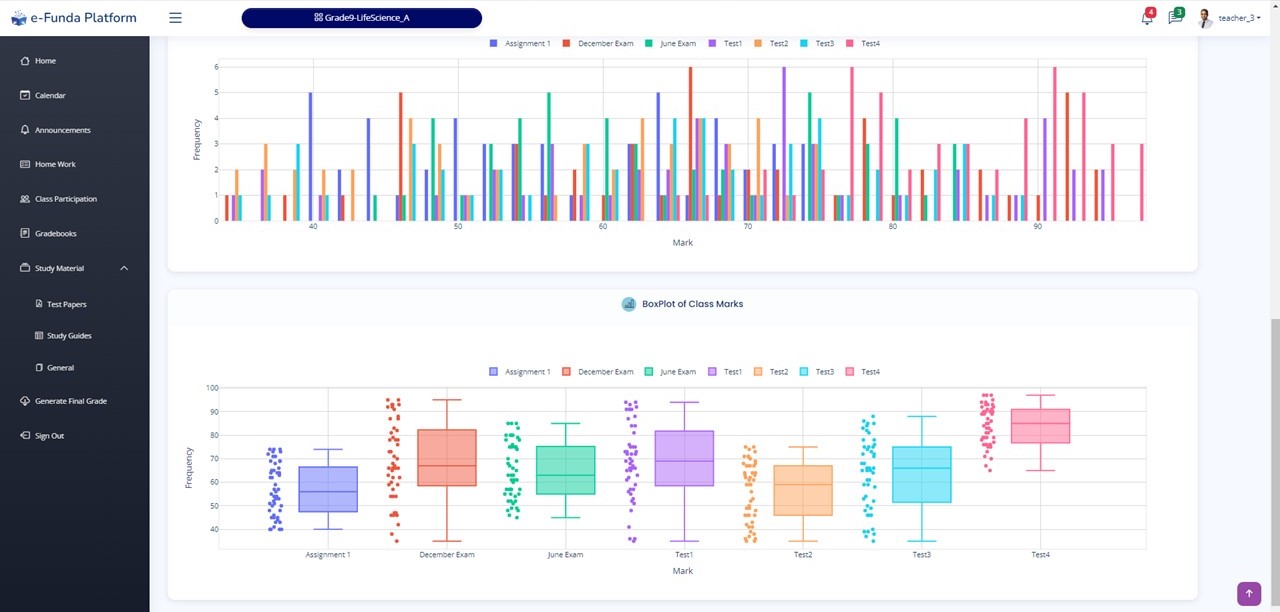 e-Funda Platform
Grade9-LifeScience_A
4
3
teacher_3
Home
Calendar
Announcements
Home Work
Class Participation
Gradebooks
Study Material
Test Papers
Study Guides
General
Generate Final Grade
Sign Out
Assignment 1 December Exam June Exam Test1 Test2 Test3 Test4
6
5
4
3
2
1
0
Frequency
40 50 60 70 80 90
Mark
BoxPlot of Class Marks
Assignment 1 December Exam June Exam Test1 Test2 Test3 Test4
100
90
80
70
60
50
40
Frequency
Assignment 1 December Exam June Exam Test1 Test2 Test3 Test4
Mark